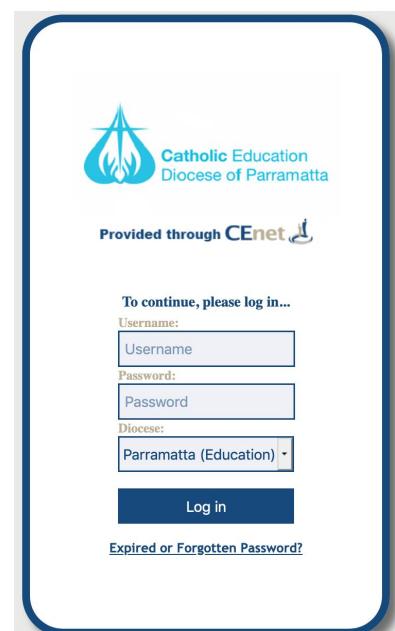 Catholic Education
Diocese of Parramatta
Provided through CEnet
To continue, please log in...
Username:
Username
Password:
Password
Diocese:
Parramatta (Education)
Log in
Expired or Forgotten Password?